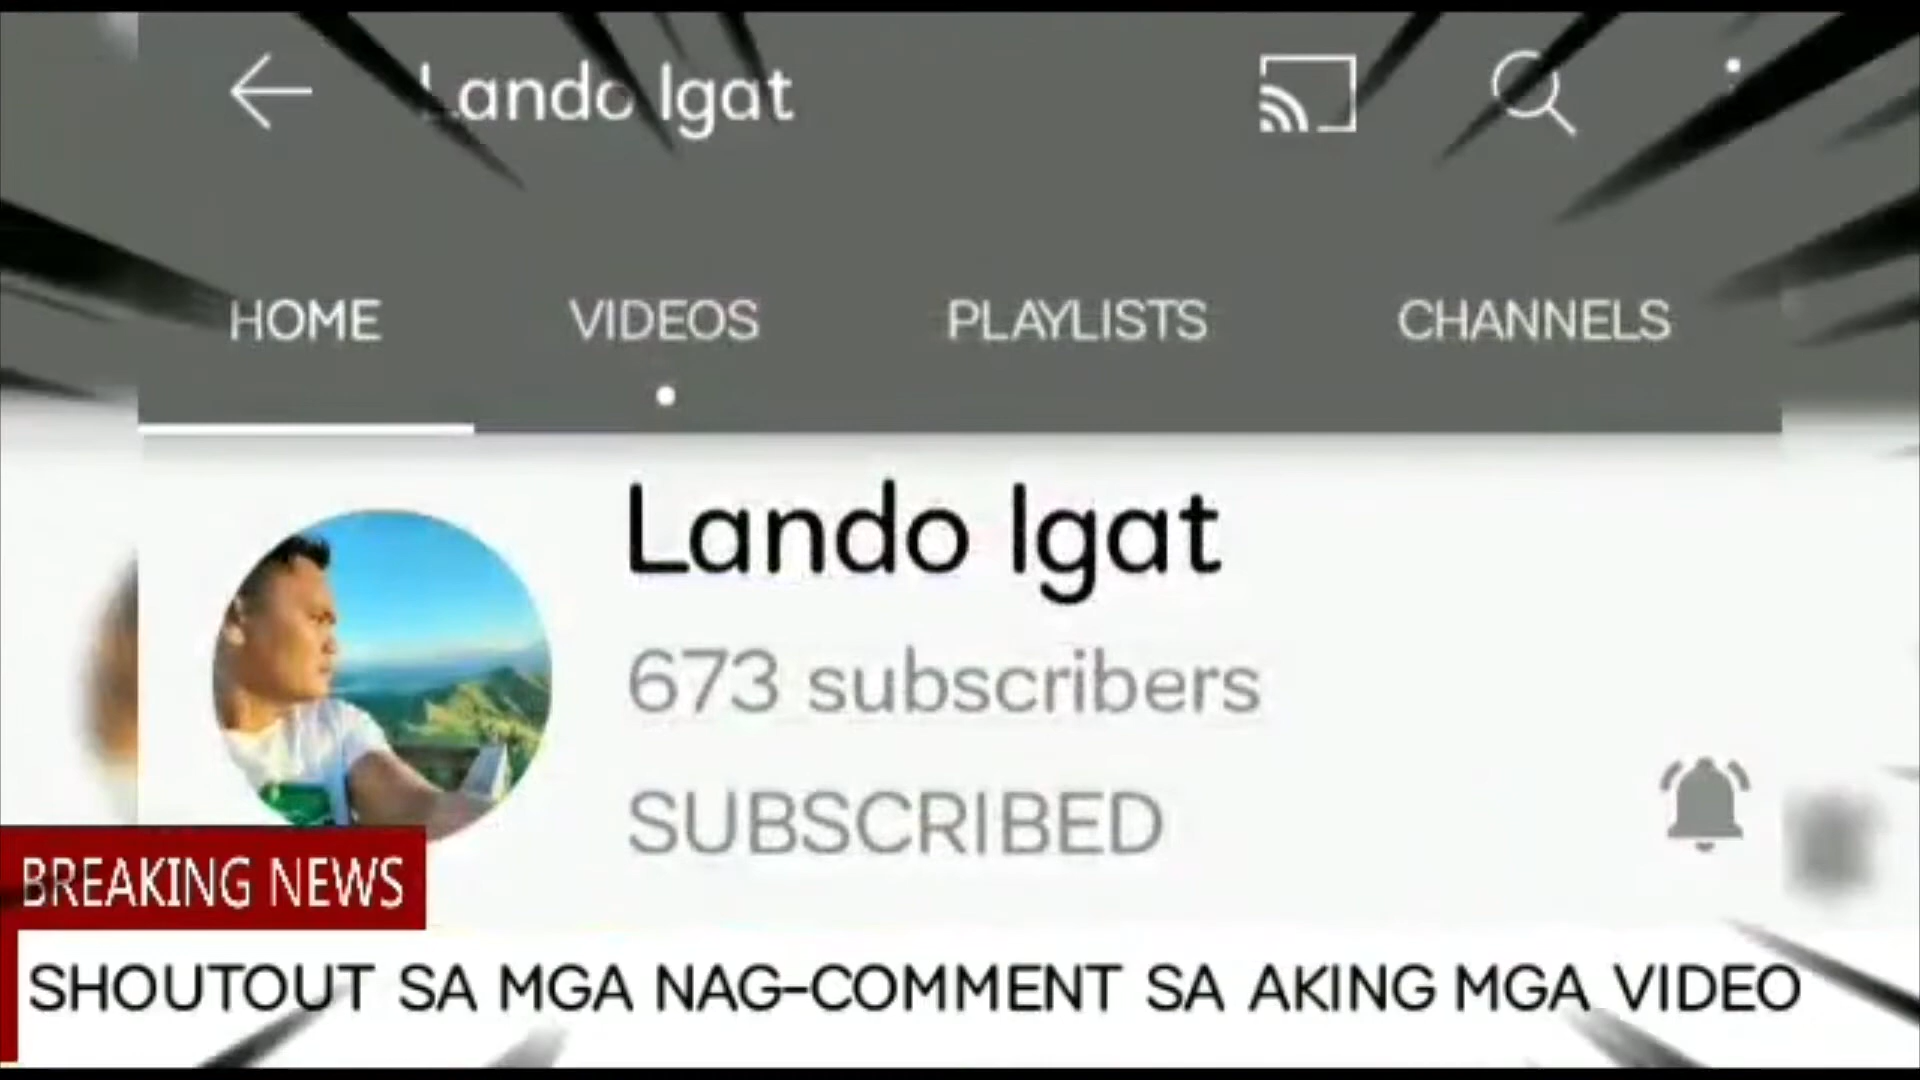 Lando Igat
HOME VIDEOS PLAYLISTS CHANNELS
Lando Igat
673 subscribers
SUBSCRIBED
BREAKING NEWS
SHOUTOUT SA MGA NAG-COMMENT SA AKING MGA VIDEO